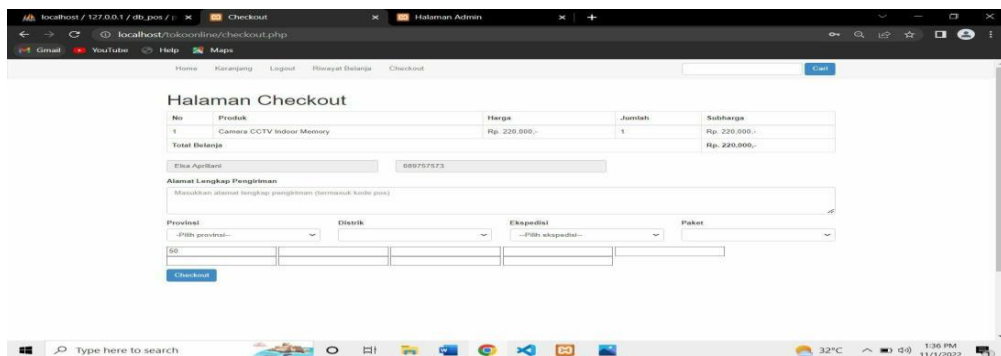 localhost / 127.0.0.1 / db_pos / p
Checkout
Halaman Admin
localhost/tokoonline/checkout.php
Gmail YouTube Help Maps
Home Keranjang Logout Riwayat Belanja Checkout Cari
Halaman Checkout
No Produk Harga Jumlah Subharga
1 Camera CCTV Indoor Memory Rp. 220,000,- 1 Rp. 220,000,-
Total Belanja Rp. 220,000,-
Elsa Apriliani 089757573
Alamat Lengkap Pengiriman
Masukkan alamat lengkap pengiriman (termasuk kode pos)
Provinsi Distrik Ekspedisi Paket
--Pilih provinsi-- --Pilih ekspedisi--
50
Checkout
Type here to search
32°C
1:36 PM
11/1/2022